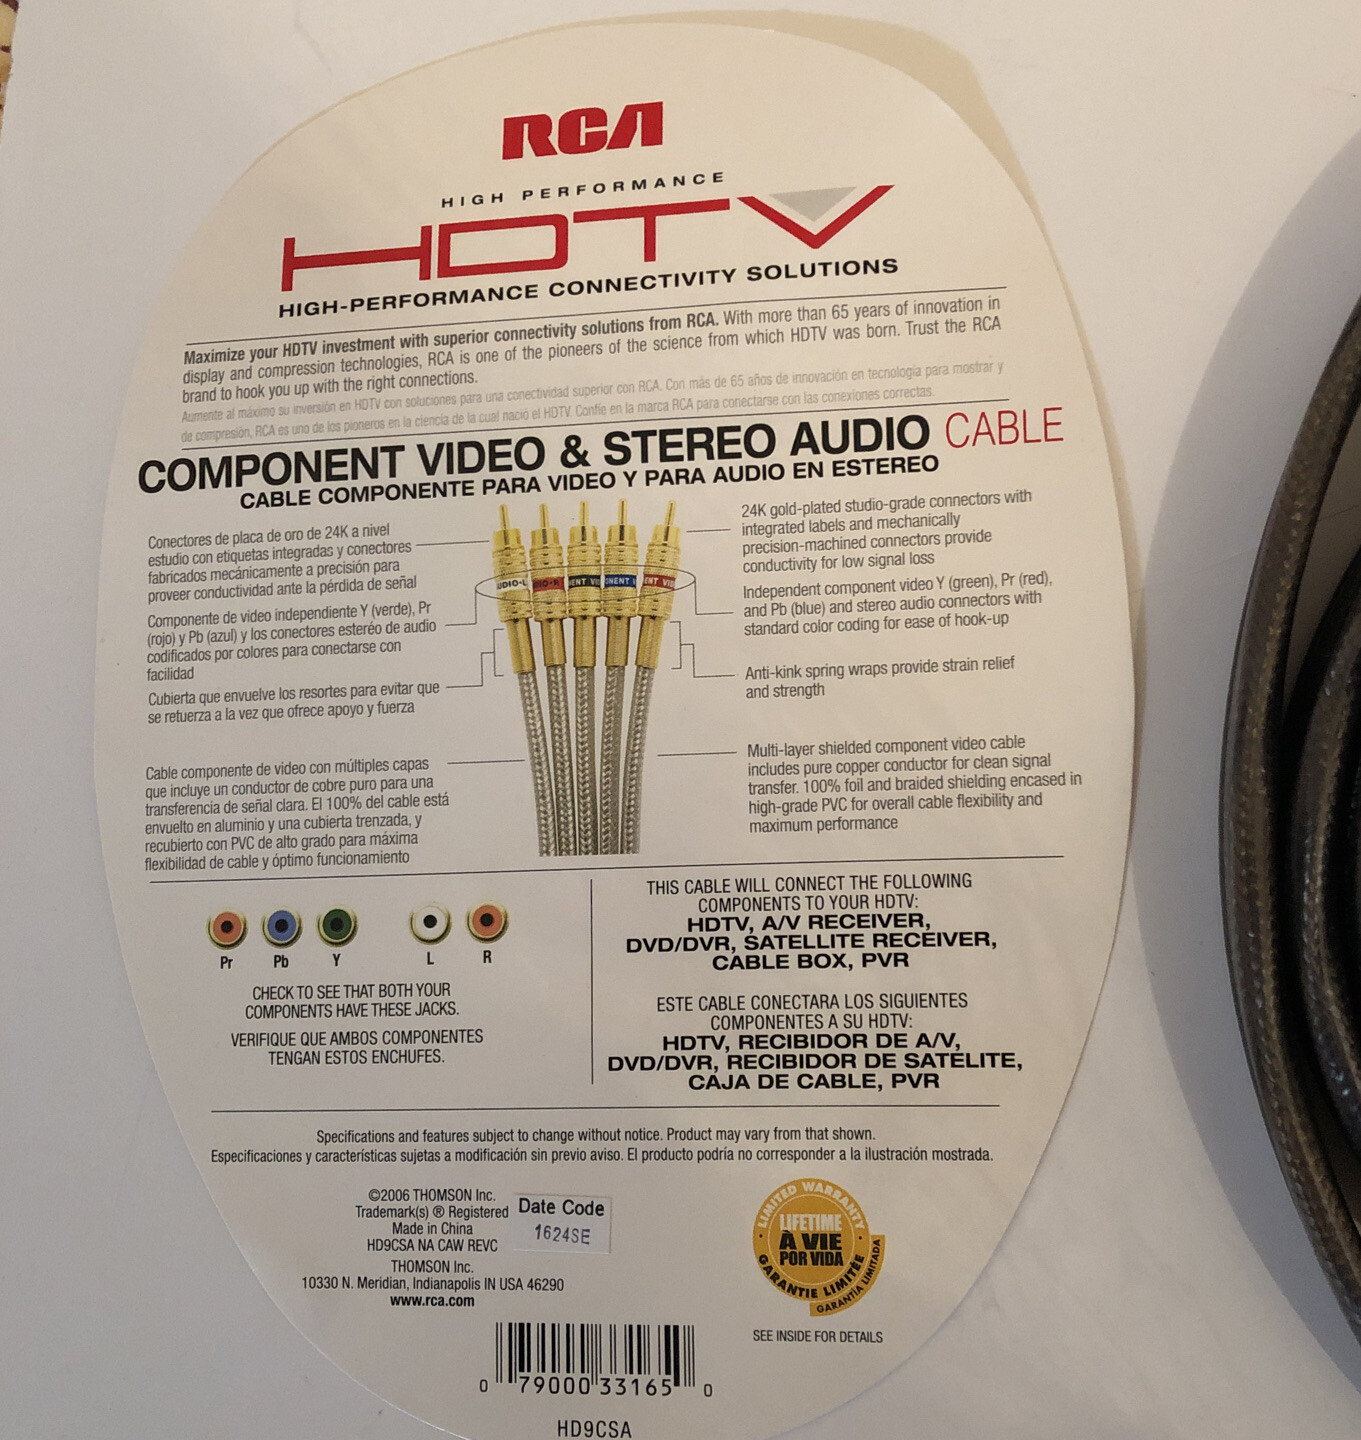 RCA
HIGH PERFORMANCE
HDTV
HIGH-PERFORMANCE CONNECTIVITY SOLUTIONS
Maximize your HDTV investment with superior connectivity solutions from RCA. With more than 65 years of innovation in
display and compression technologies, RCA is one of the pioneers of the science from which HDTV was born. Trust the RCA
brand to hook you up with the right connections.
Aumente al máximo su inversión en HDTV con soluciones para una conectividad superior con RCA. Con más de 65 años de innovación en tecnología para mostrar y
de compresión, RCA es uno de los pioneros en la ciencia de la cual nació el HDTV. Confíe en la marca RCA para conectarse con las conexiones correctas.
COMPONENT VIDEO & STEREO AUDIO CABLE
CABLE COMPONENTE PARA VIDEO Y PARA AUDIO EN ESTEREO
Conectores de placa de oro de 24K a nivel
estudio con etiquetas integradas y conectores
fabricados mecánicamente a precisión para
proveer conductividad ante la pérdida de señal
Componente de video independiente Y (verde), Pr
(rojo) y Pb (azul) y los conectores estereo de audio
codificados por colores para conectarse con
facilidad
Cubierta que envuelve los resortes para evitar que
se retuerza a la vez que ofrece apoyo y fuerza
Cable componente de video con múltiples capas
que incluye un conductor de cobre puro para una
transferencia de señal clara. El 100% del cable está
envuelto en aluminio y una cubierta trenzada, y
recubierto con PVC de alto grado para máxima
flexibilidad de cable y óptimo funcionamiento
UDIO-L
DIO-R
NENT VI
ONENT V
ENT VID
24K gold-plated studio-grade connectors with
integrated labels and mechanically
precision-machined connectors provide
conductivity for low signal loss
Independent component video Y (green), Pr (red),
and Pb (blue) and stereo audio connectors with
standard color coding for ease of hook-up
Anti-kink spring wraps provide strain relief
and strength
Multi-layer shielded component video cable
includes pure copper conductor for clean signal
transfer. 100% foil and braided shielding encased in
high-grade PVC for overall cable flexibility and
maximum performance
Pr Pb Y L R
CHECK TO SEE THAT BOTH YOUR
COMPONENTS HAVE THESE JACKS.
VERIFIQUE QUE AMBOS COMPONENTES
TENGAN ESTOS ENCHUFES.
THIS CABLE WILL CONNECT THE FOLLOWING
COMPONENTS TO YOUR HDTV:
HDTV, A/V RECEIVER,
DVD/DVR, SATELLITE RECEIVER,
CABLE BOX, PVR
ESTE CABLE CONECTARA LOS SIGUIENTES
COMPONENTES A SU HDTV:
HDTV, RECIBIDOR DE A/V,
DVD/DVR, RECIBIDOR DE SATÉLITE,
CAJA DE CABLE, PVR
Specifications and features subject to change without notice. Product may vary from that shown.
Especificaciones y características sujetas a modificación sin previo aviso. El producto podría no corresponder a la ilustración mostrada.
©2006 THOMSON Inc.
Trademark(s) ® Registered
Made in China
HD9CSA NA CAW REVC
THOMSON Inc.
10330 N. Meridian, Indianapolis IN USA 46290
www.rca.com
Date Code
1624SE
LIMITED WARRANTY
LIFETIME
À VIE
POR VIDA
GARANTIE LIMITÉE
GARANTÍA LIMITADA
SEE INSIDE FOR DETAILS
0 79000 33165 0
HD9CSA